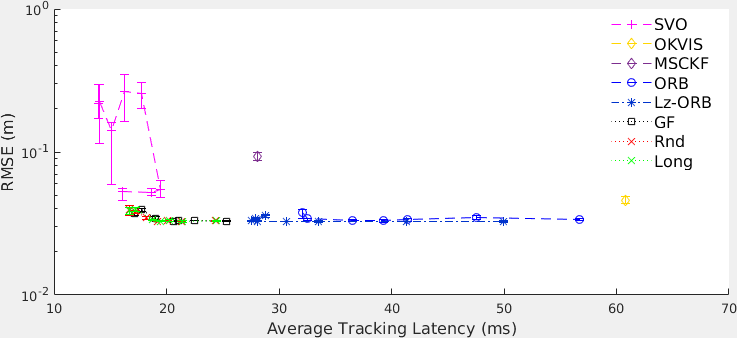 10^0
SVO
OKVIS
MSCKF
ORB
Lz-ORB
GF
Rnd
Long
RMSE (m)
10^-1
10^-2
10 20 30 40 50 60 70
Average Tracking Latency (ms)